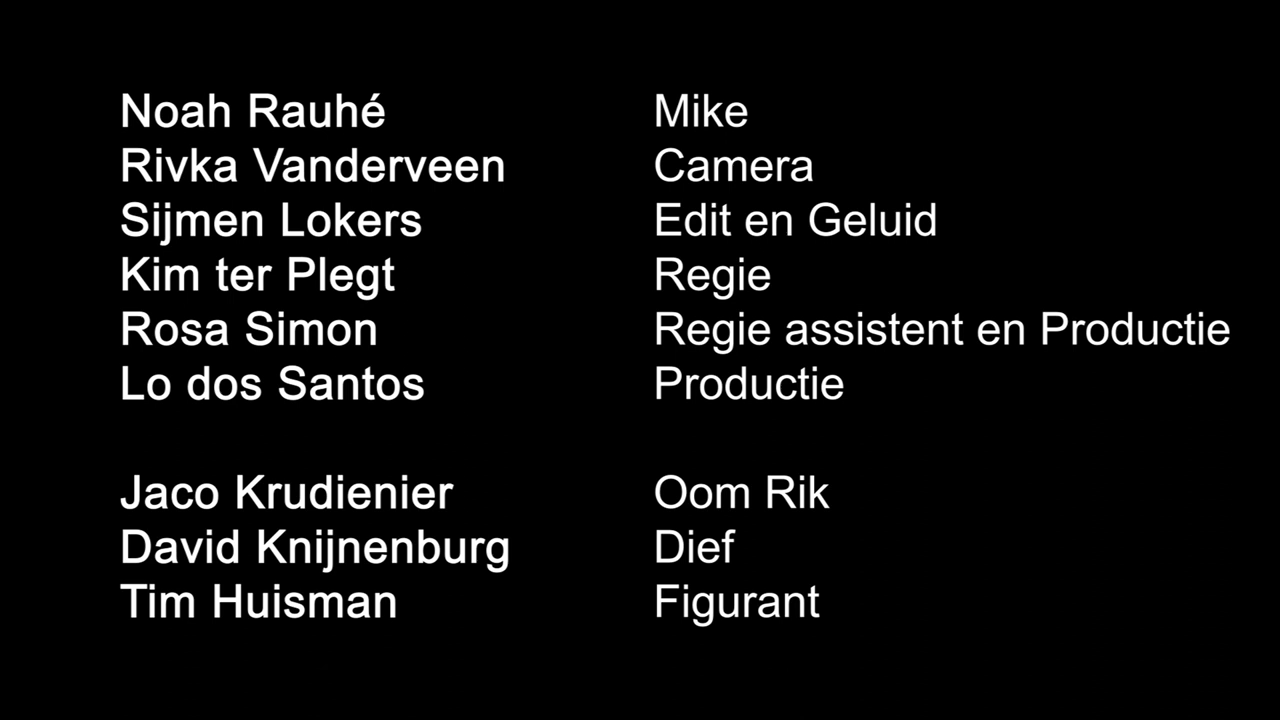 Noah Rauhé Mike
Rivka Vanderveen Camera
Sijmen Lokers Edit en Geluid
Kim ter Plegt Regie
Rosa Simon Regie assistent en Productie
Lo dos Santos Productie
Jaco Krudienier Oom Rik
David Knijnenburg Dief
Tim Huisman Figurant